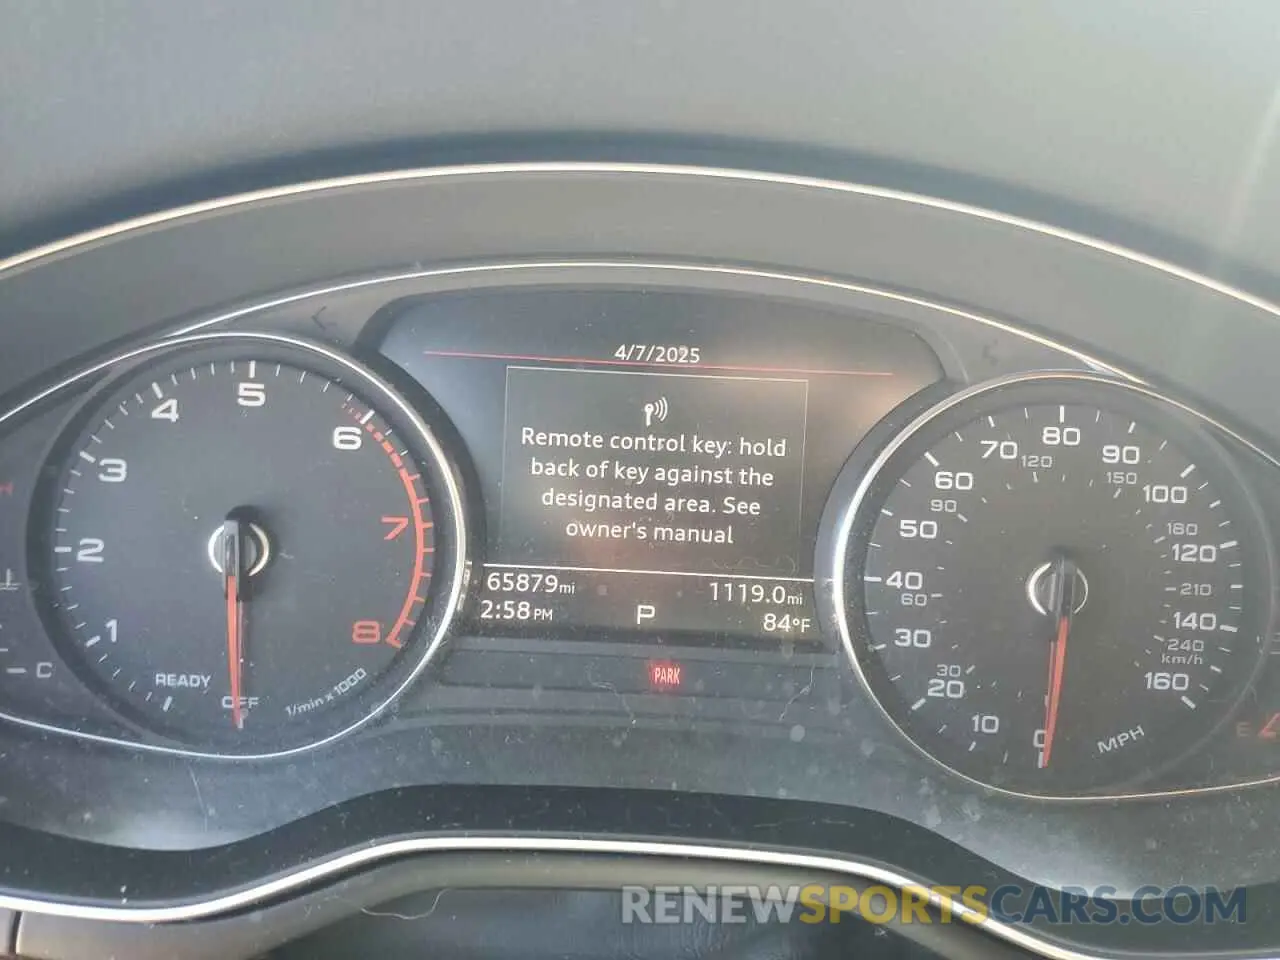 4/7/2025
Remote control key: hold
back of key against the
designated area. See
owner's manual
65879mi 1119.0mi
2:58 PM P 84°F
PARK
1 2 3 4 5 6 7 8
READY OFF 1/min x 1000
C
0 10 20 30 40 50 60 70 80 90 100 120 140 160
30 60 90 120 150 180 210 240
km/h
MPH
E
H
RENEWSPORTSCARS.COM